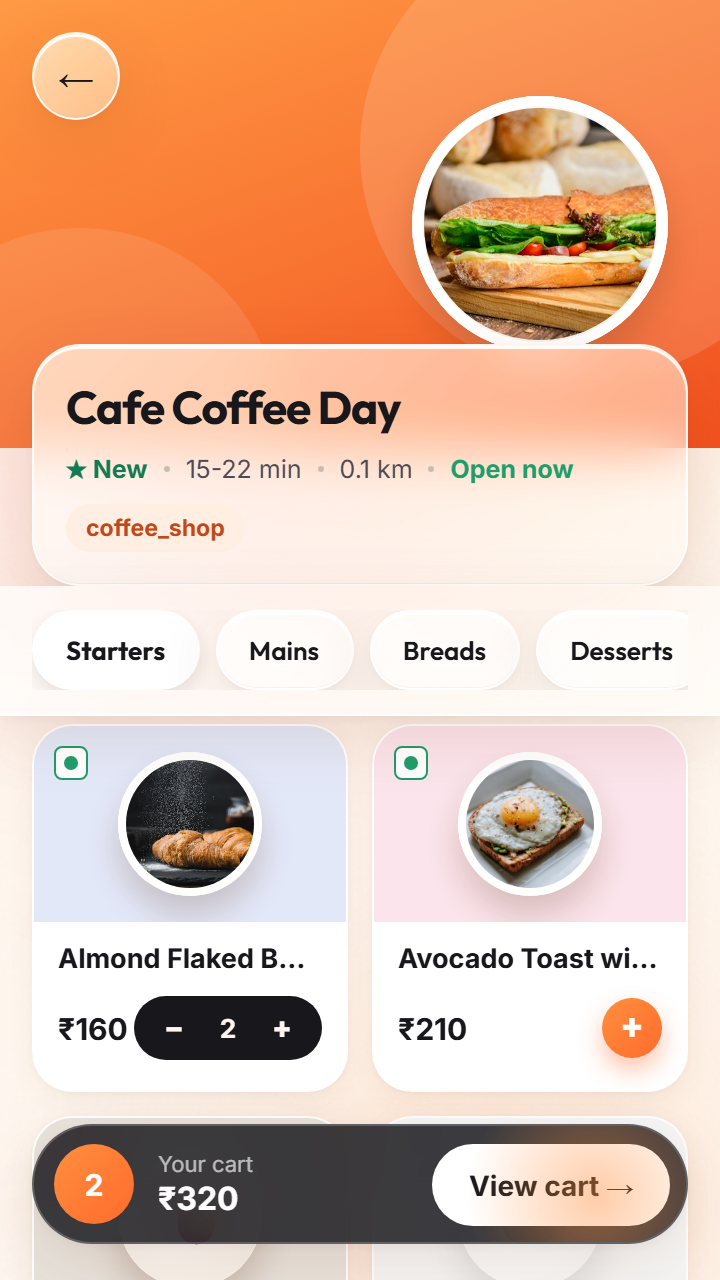 ←
Cafe Coffee Day
★ New • 15-22 min • 0.1 km • Open now
coffee_shop
Starters
Mains
Breads
Desserts
Almond Flaked B...
₹160
− 2 +
Avocado Toast wi...
₹210
+
2
Your cart
₹320
View cart →